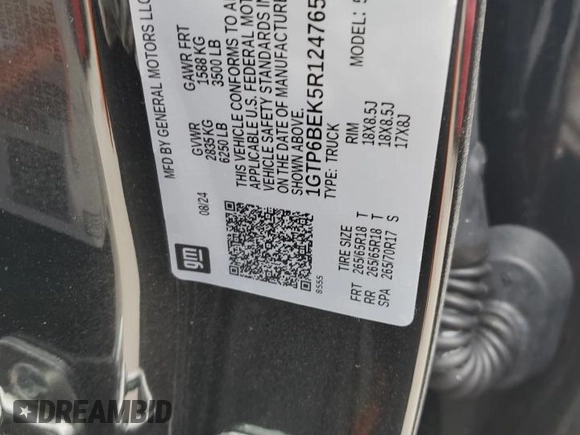 MFD BY GENERAL MOTORS LLC
08/24
GVWR
2835 KG
6250 LB
GAWR FRT
1588 KG
3500 LB
THIS VEHICLE CONFORMS TO
APPLICABLE U.S. FEDERAL MOT
VEHICLE SAFETY STANDARDS IN
ON THE DATE OF MANUFACTURE
SHOWN ABOVE.
1GTP6BEK5R124765
TYPE: TRUCK
MODEL:
gm
8555
TIRE SIZE
RIM
FRT 265/65R18 T 18X8.5J
RR 265/65R18 T 18X8.5J
SPA 265/70R17 S 17X8J
DREAMBID